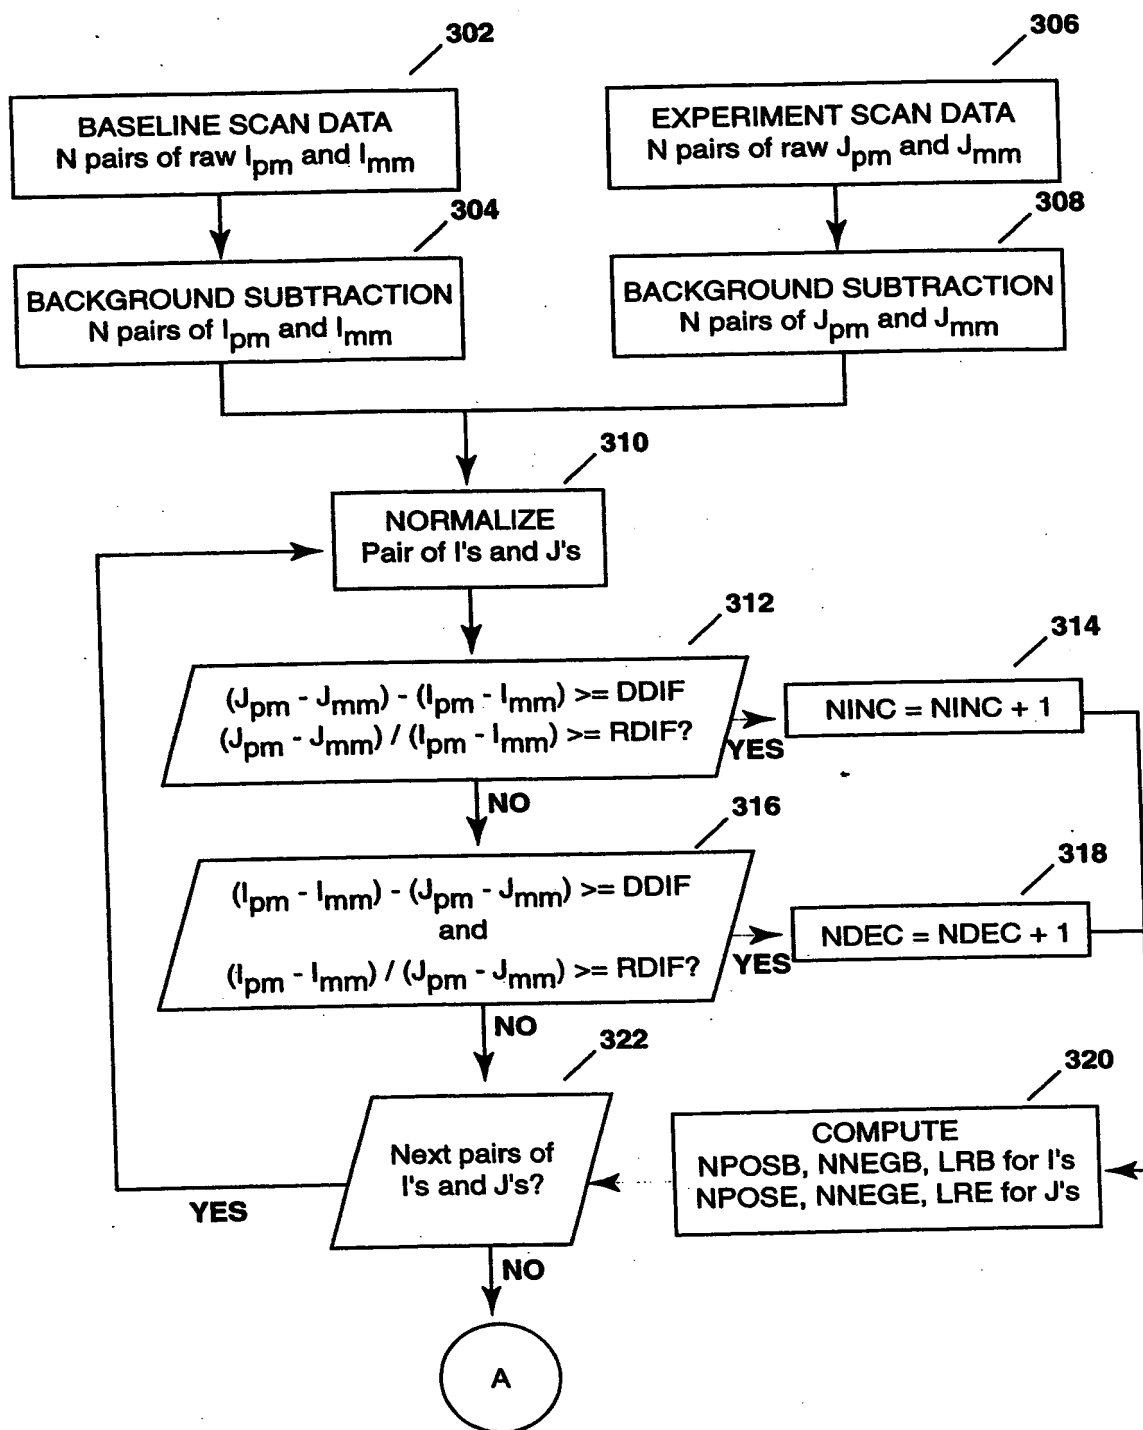 302
BASELINE SCAN DATA
N pairs of raw Ipm and Imm
306
EXPERIMENT SCAN DATA
N pairs of raw Jpm and Jmm
304
BACKGROUND SUBTRACTION
N pairs of Ipm and Imm
308
BACKGROUND SUBTRACTION
N pairs of Jpm and Jmm
310
NORMALIZE
Pair of I's and J's
312
(Jpm - Jmm) - (Ipm - Imm) >= DDIF
(Jpm - Jmm) / (Ipm - Imm) >= RDIF?
YES
314
NINC = NINC + 1
NO
316
(Ipm - Imm) - (Jpm - Jmm) >= DDIF
and
(Ipm - Imm) / (Jpm - Jmm) >= RDIF?
YES
318
NDEC = NDEC + 1
NO
322
Next pairs of
I's and J's?
YES
320
COMPUTE
NPOSB, NNEGB, LRB for I's
NPOSE, NNEGE, LRE for J's
NO
A